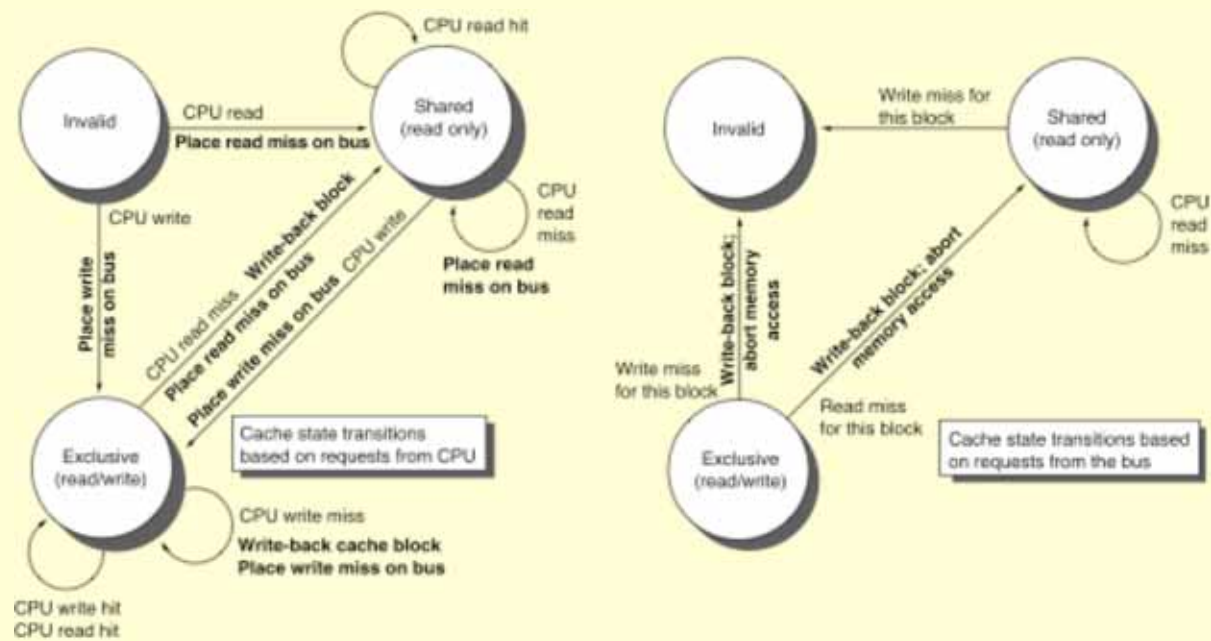 CPU read hit
Invalid
CPU read
Place read miss on bus
Shared
(read only)
CPU write
Place write
miss on bus
CPU read miss
Write-back block
Place read miss on bus
Place write miss on bus
CPU write
CPU
read
miss
Place read
miss on bus
Exclusive
(read/write)
Cache state transitions
based on requests from CPU
CPU write miss
Write-back cache block
Place write miss on bus
CPU write hit
CPU read hit
Invalid
Write miss for
this block
Shared
(read only)
CPU
read
miss
Write-back block;
abort memory
access
Write-back block; abort
memory access
Write miss
for this block
Read miss
for this block
Exclusive
(read/write)
Cache state transitions based
on requests from the bus